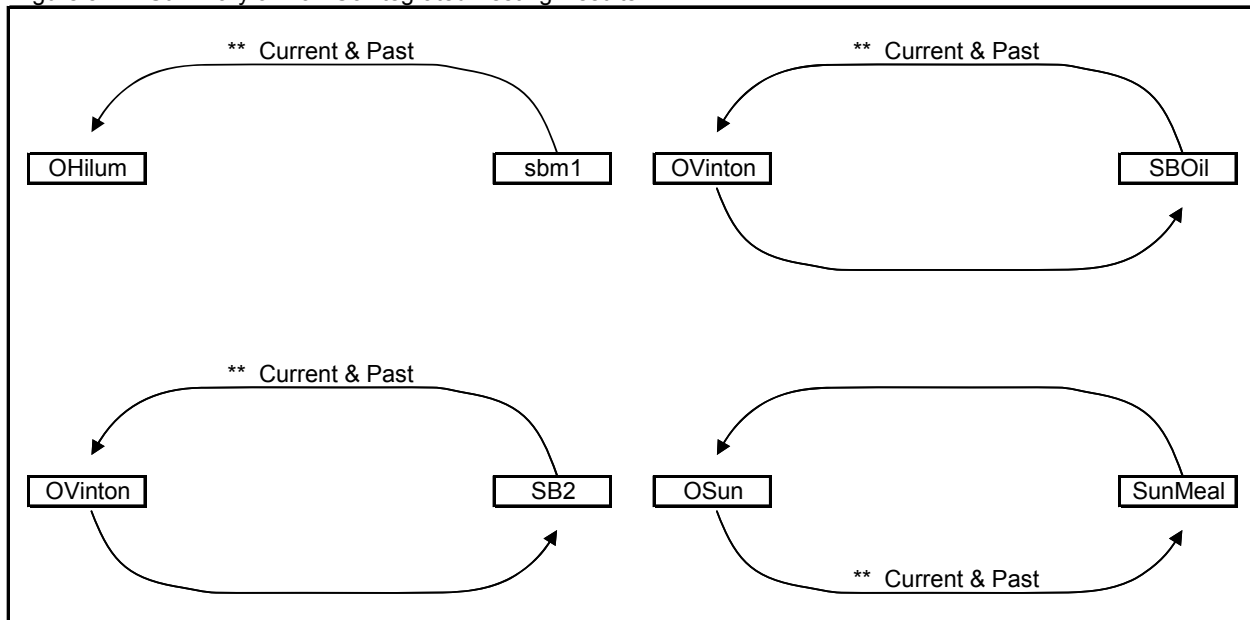 ** Current & Past
OHilum
sbm1
** Current & Past
OVinton
SBOil
** Current & Past
OVinton
SB2
OSun
SunMeal
** Current & Past